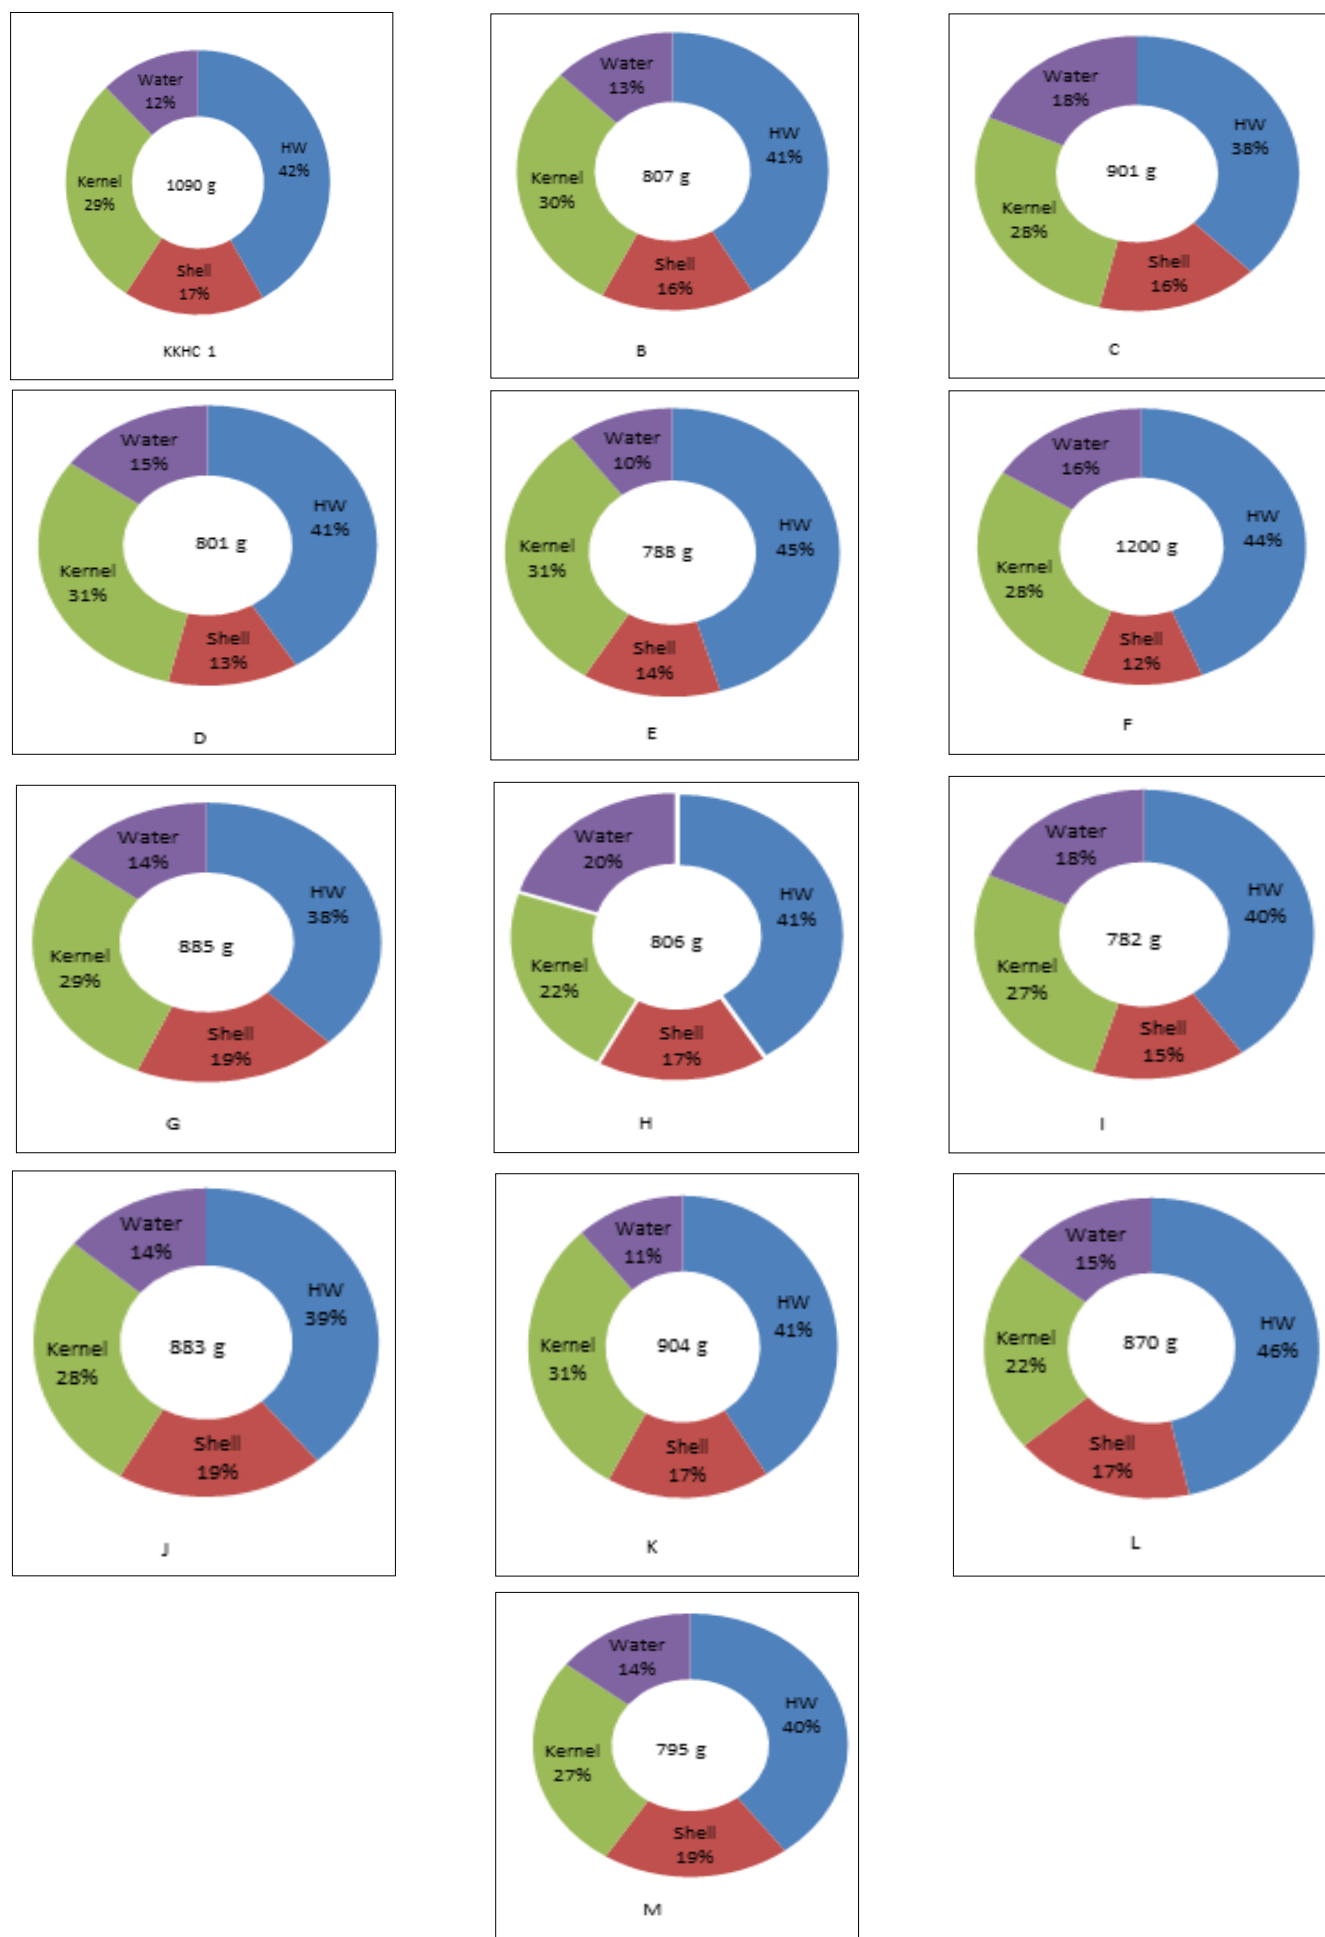 Water
12%
HW
42%
Kernel
29%
1090 g
Shell
17%
KKHC 1
Water
13%
HW
41%
Kernel
30%
807 g
Shell
16%
B
Water
18%
HW
38%
Kernel
28%
901 g
Shell
16%
C
Water
15%
HW
41%
Kernel
31%
801 g
Shell
13%
D
Water
10%
HW
45%
Kernel
31%
788 g
Shell
14%
E
Water
16%
HW
44%
Kernel
28%
1200 g
Shell
12%
F
Water
14%
HW
38%
Kernel
29%
885 g
Shell
19%
G
Water
20%
HW
41%
Kernel
22%
806 g
Shell
17%
H
Water
18%
HW
40%
Kernel
27%
782 g
Shell
15%
I
Water
14%
HW
39%
Kernel
28%
883 g
Shell
19%
J
Water
11%
HW
41%
Kernel
31%
904 g
Shell
17%
K
Water
15%
HW
46%
Kernel
22%
870 g
Shell
17%
L
Water
14%
HW
40%
Kernel
27%
795 g
Shell
19%
M